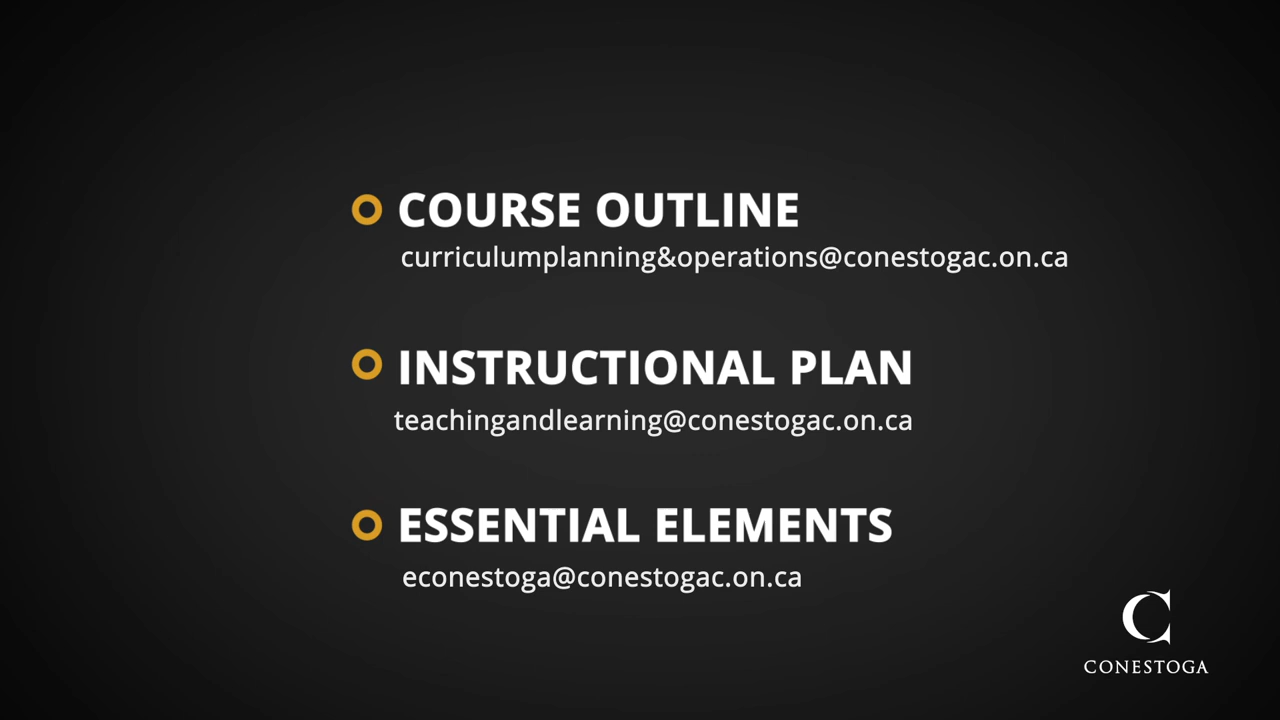 COURSE OUTLINE
curriculumplanning&operations@conestogac.on.ca
INSTRUCTIONAL PLAN
teachingandlearning@conestogac.on.ca
ESSENTIAL ELEMENTS
econestoga@conestogac.on.ca
C
CONESTOGA